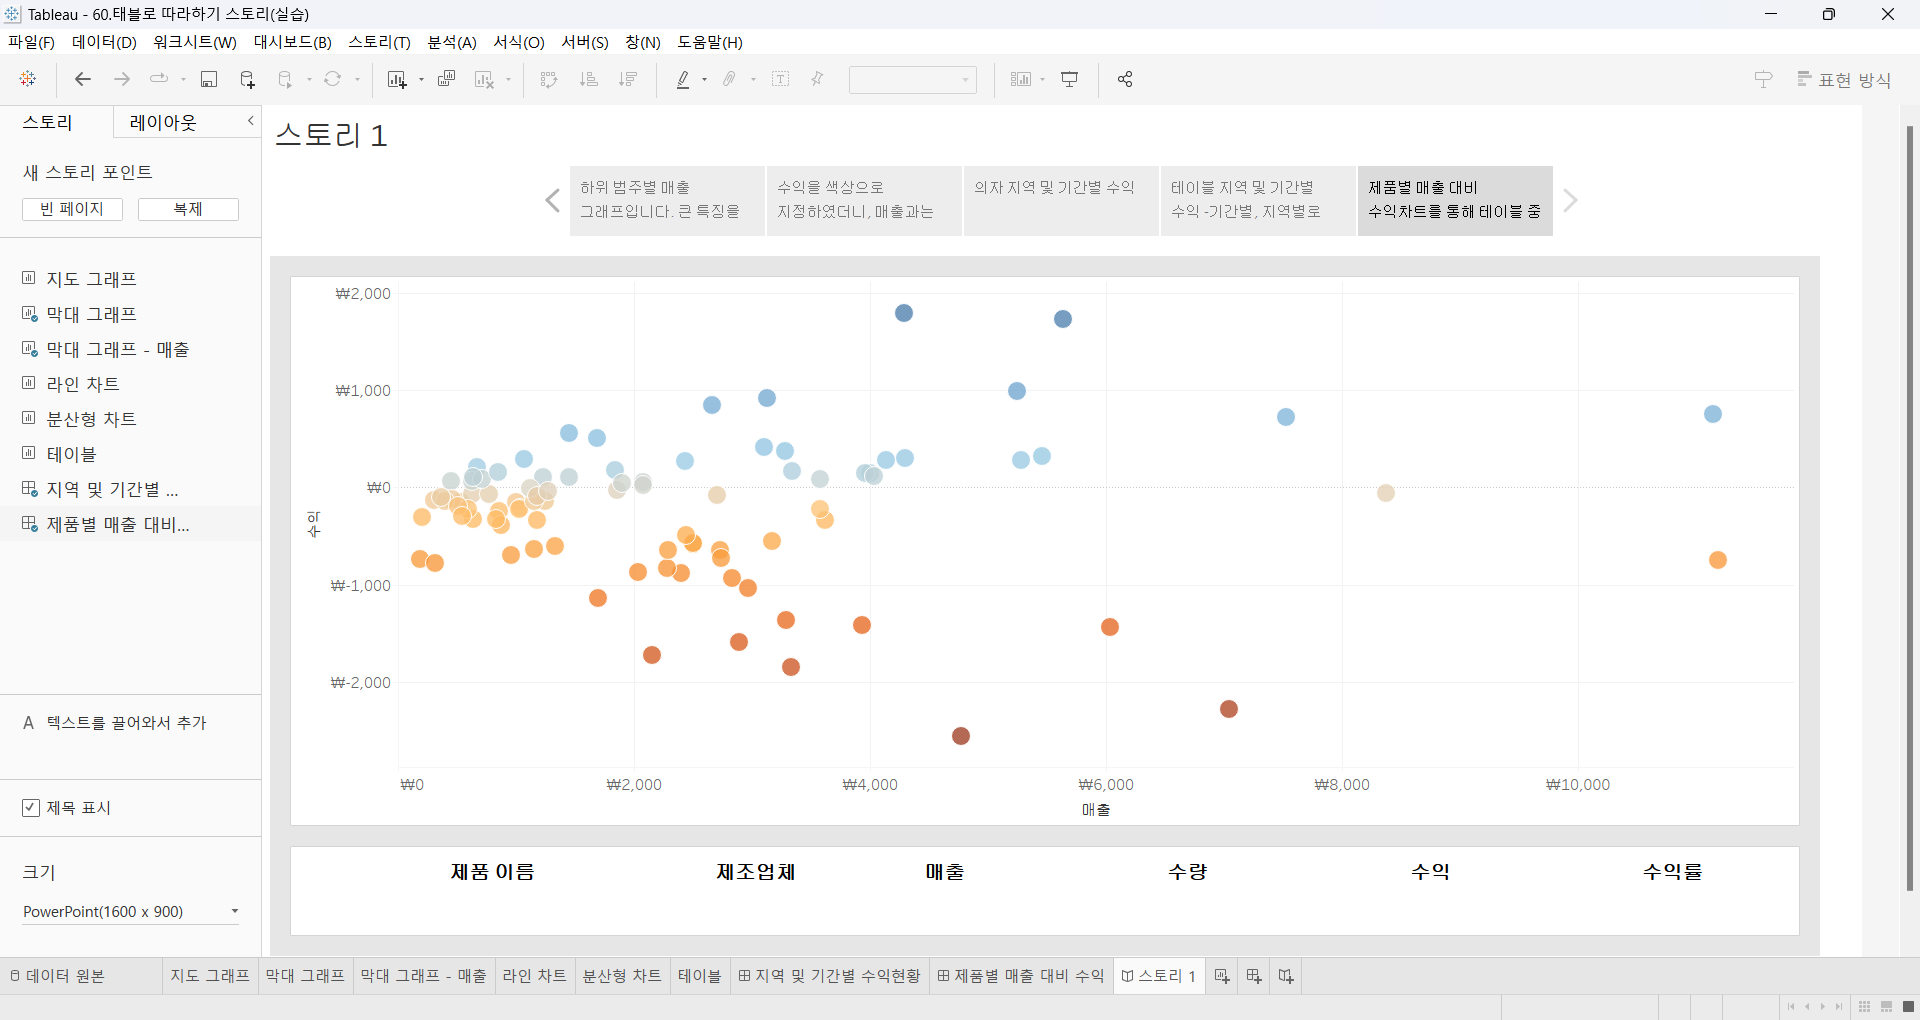 Tableau - 60.태블로 따라하기 스토리(실습)
파일(F) 데이터(D) 워크시트(W) 대시보드(B) 스토리(T) 분석(A) 서식(O) 서버(S) 창(N) 도움말(H)
표현 방식
스토리 레이아웃
새 스토리 포인트
빈 페이지 복제
지도 그래프
막대 그래프
막대 그래프 - 매출
라인 차트
분산형 차트
테이블
지역 및 기간별 ...
제품별 매출 대비...
A 텍스트를 끌어와서 추가
제목 표시
크기
PowerPoint(1600 x 900)
스토리 1
하위 범주별 매출
그래프입니다. 큰 특징을
수익을 색상으로
지정하였더니, 매출과는
의자 지역 및 기간별 수익
테이블 지역 및 기간별
수익 -기간별, 지역별로
제품별 매출 대비
수익차트를 통해 테이블 중
₩2,000
₩1,000
₩0
₩-1,000
₩-2,000
수익
₩0 ₩2,000 ₩4,000 ₩6,000 ₩8,000 ₩10,000
매출
제품 이름 제조업체 매출 수량 수익 수익률
데이터 원본 지도 그래프 막대 그래프 막대 그래프 - 매출 라인 차트 분산형 차트 테이블 지역 및 기간별 수익현황 제품별 매출 대비 수익 스토리 1